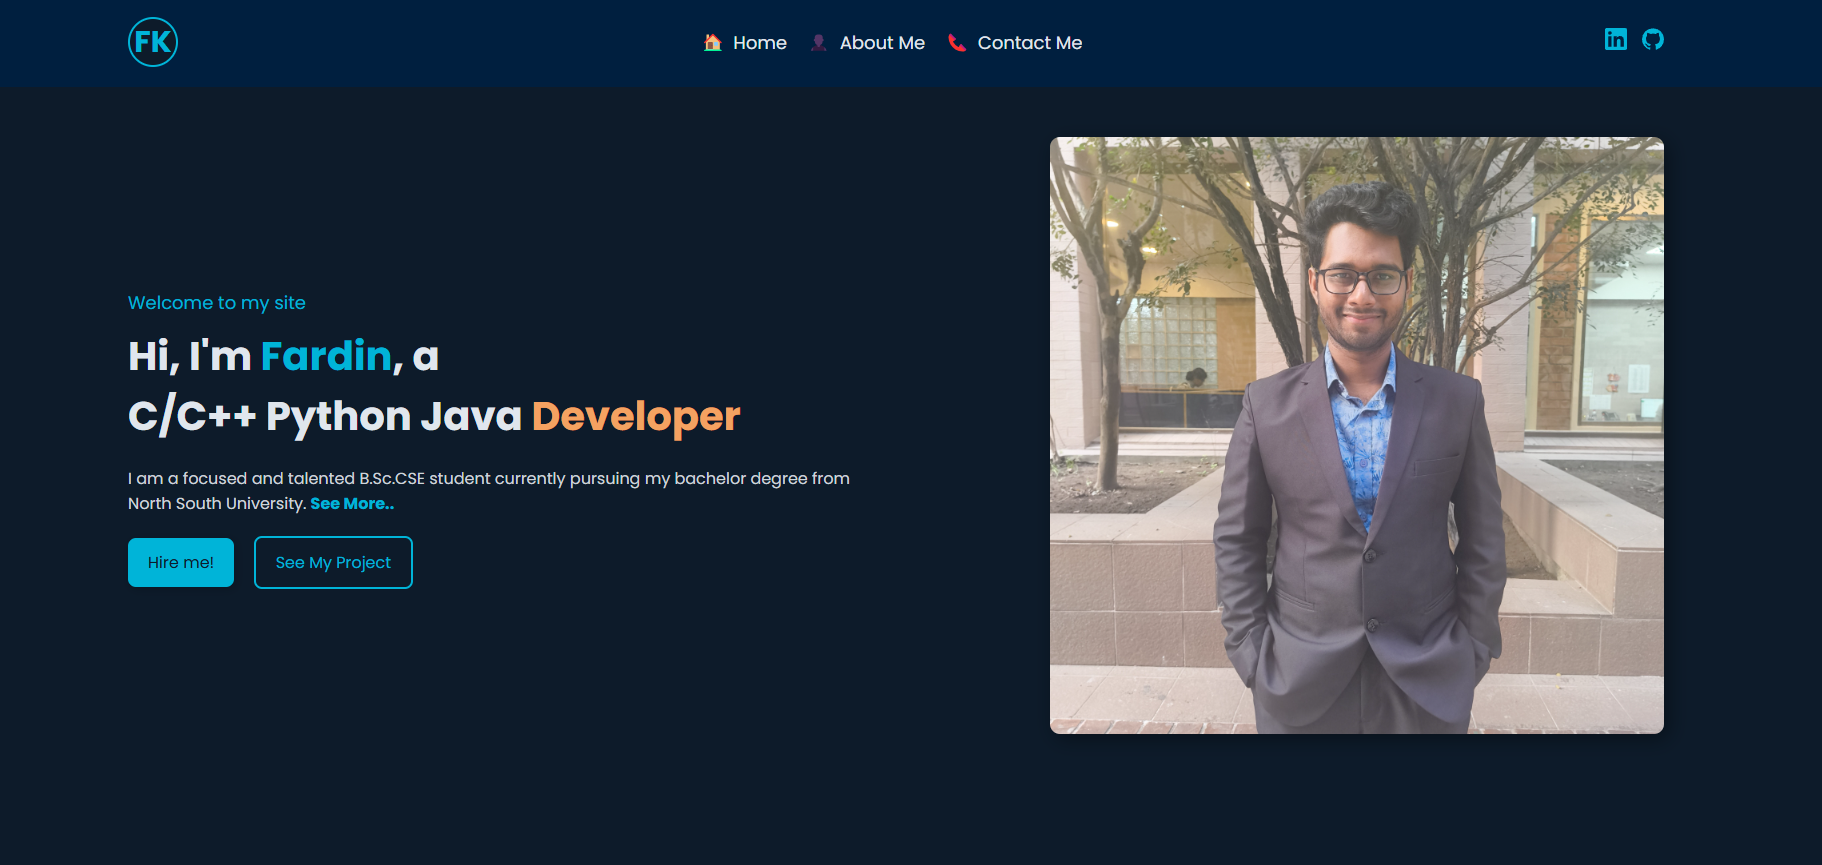 FK
Home
About Me
Contact Me
in
Welcome to my site
Hi, I'm Fardin, a
C/C++ Python Java Developer
I am a focused and talented B.Sc.CSE student currently pursuing my bachelor degree from
North South University. See More..
Hire me!
See My Project